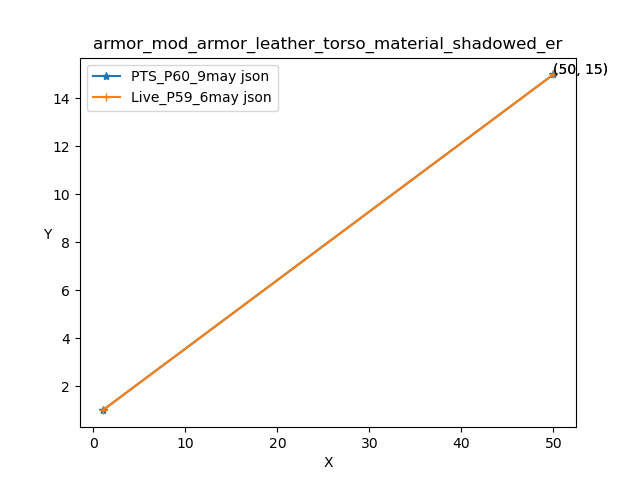 armor_mod_armor_leather_torso_material_shadowed_er
PTS_P60_9may json
Live_P59_6may json
(50, 15)
14
12
10
8
6
4
2
Y
0 10 20 30 40 50
X